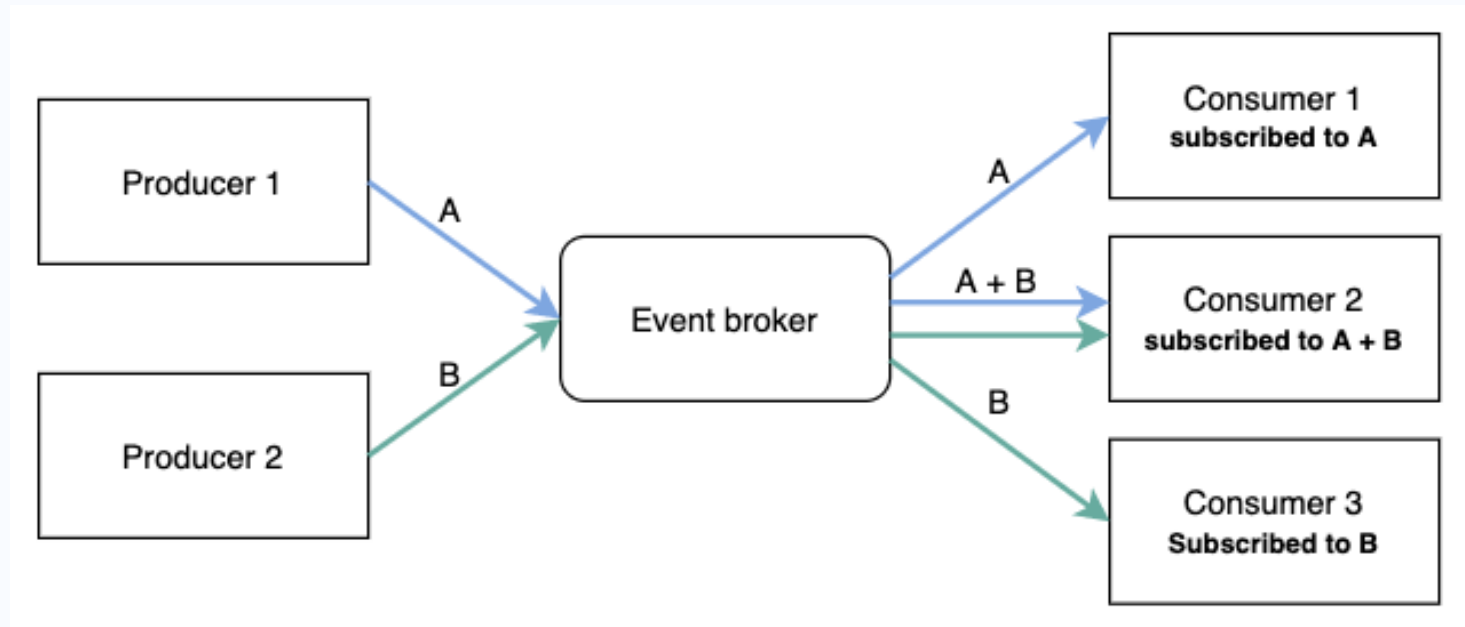 Producer 1
A
Producer 2
B
Event broker
A
A + B
B
Consumer 1
subscribed to A
Consumer 2
subscribed to A + B
Consumer 3
Subscribed to B